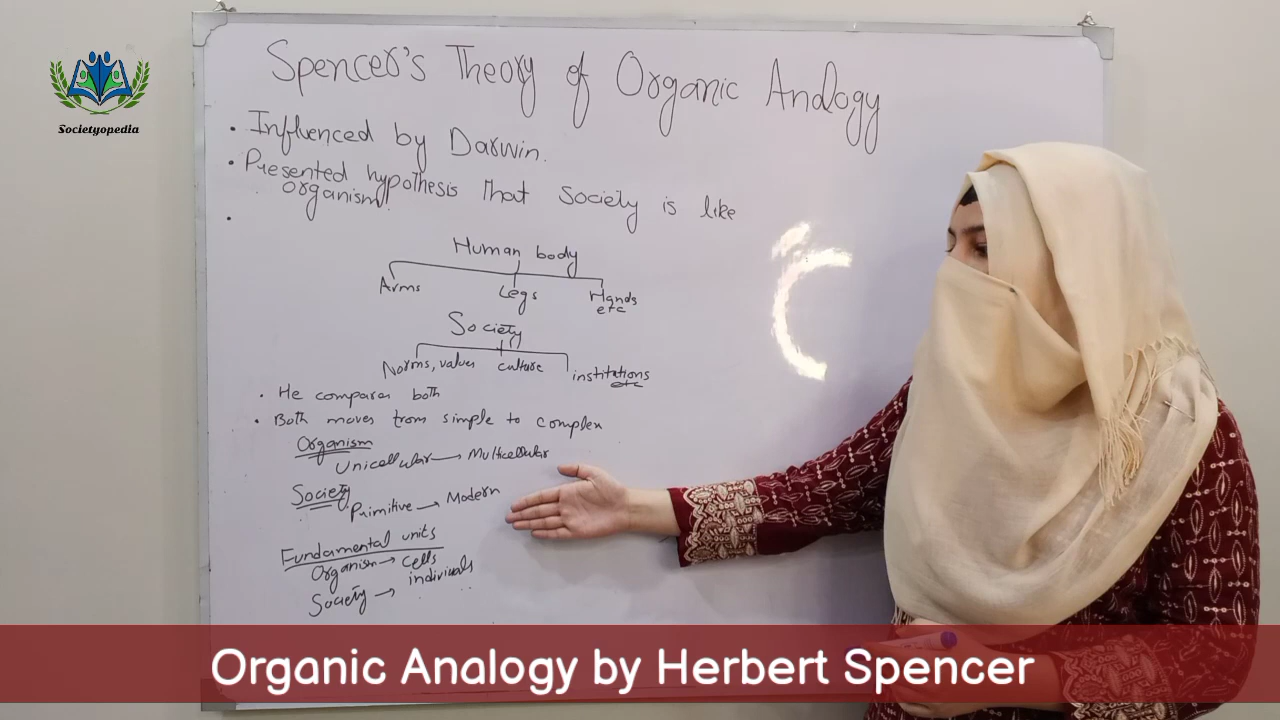 Societyopedia
Spencer's Theory of Organic Analogy
• Influenced by Darwin.
• Presented hypothesis that Society is like
organism.
•
Human body
Arms Legs Hands
etc
Society
Norms, values culture institutions
etc
• He compares both
• Both moves from simple to complex
Organism
Unicellular → Multicellular
Society
Primitive → Modern
Fundamental units
Organism → cells
Society → individuals
Organic Analogy by Herbert Spencer